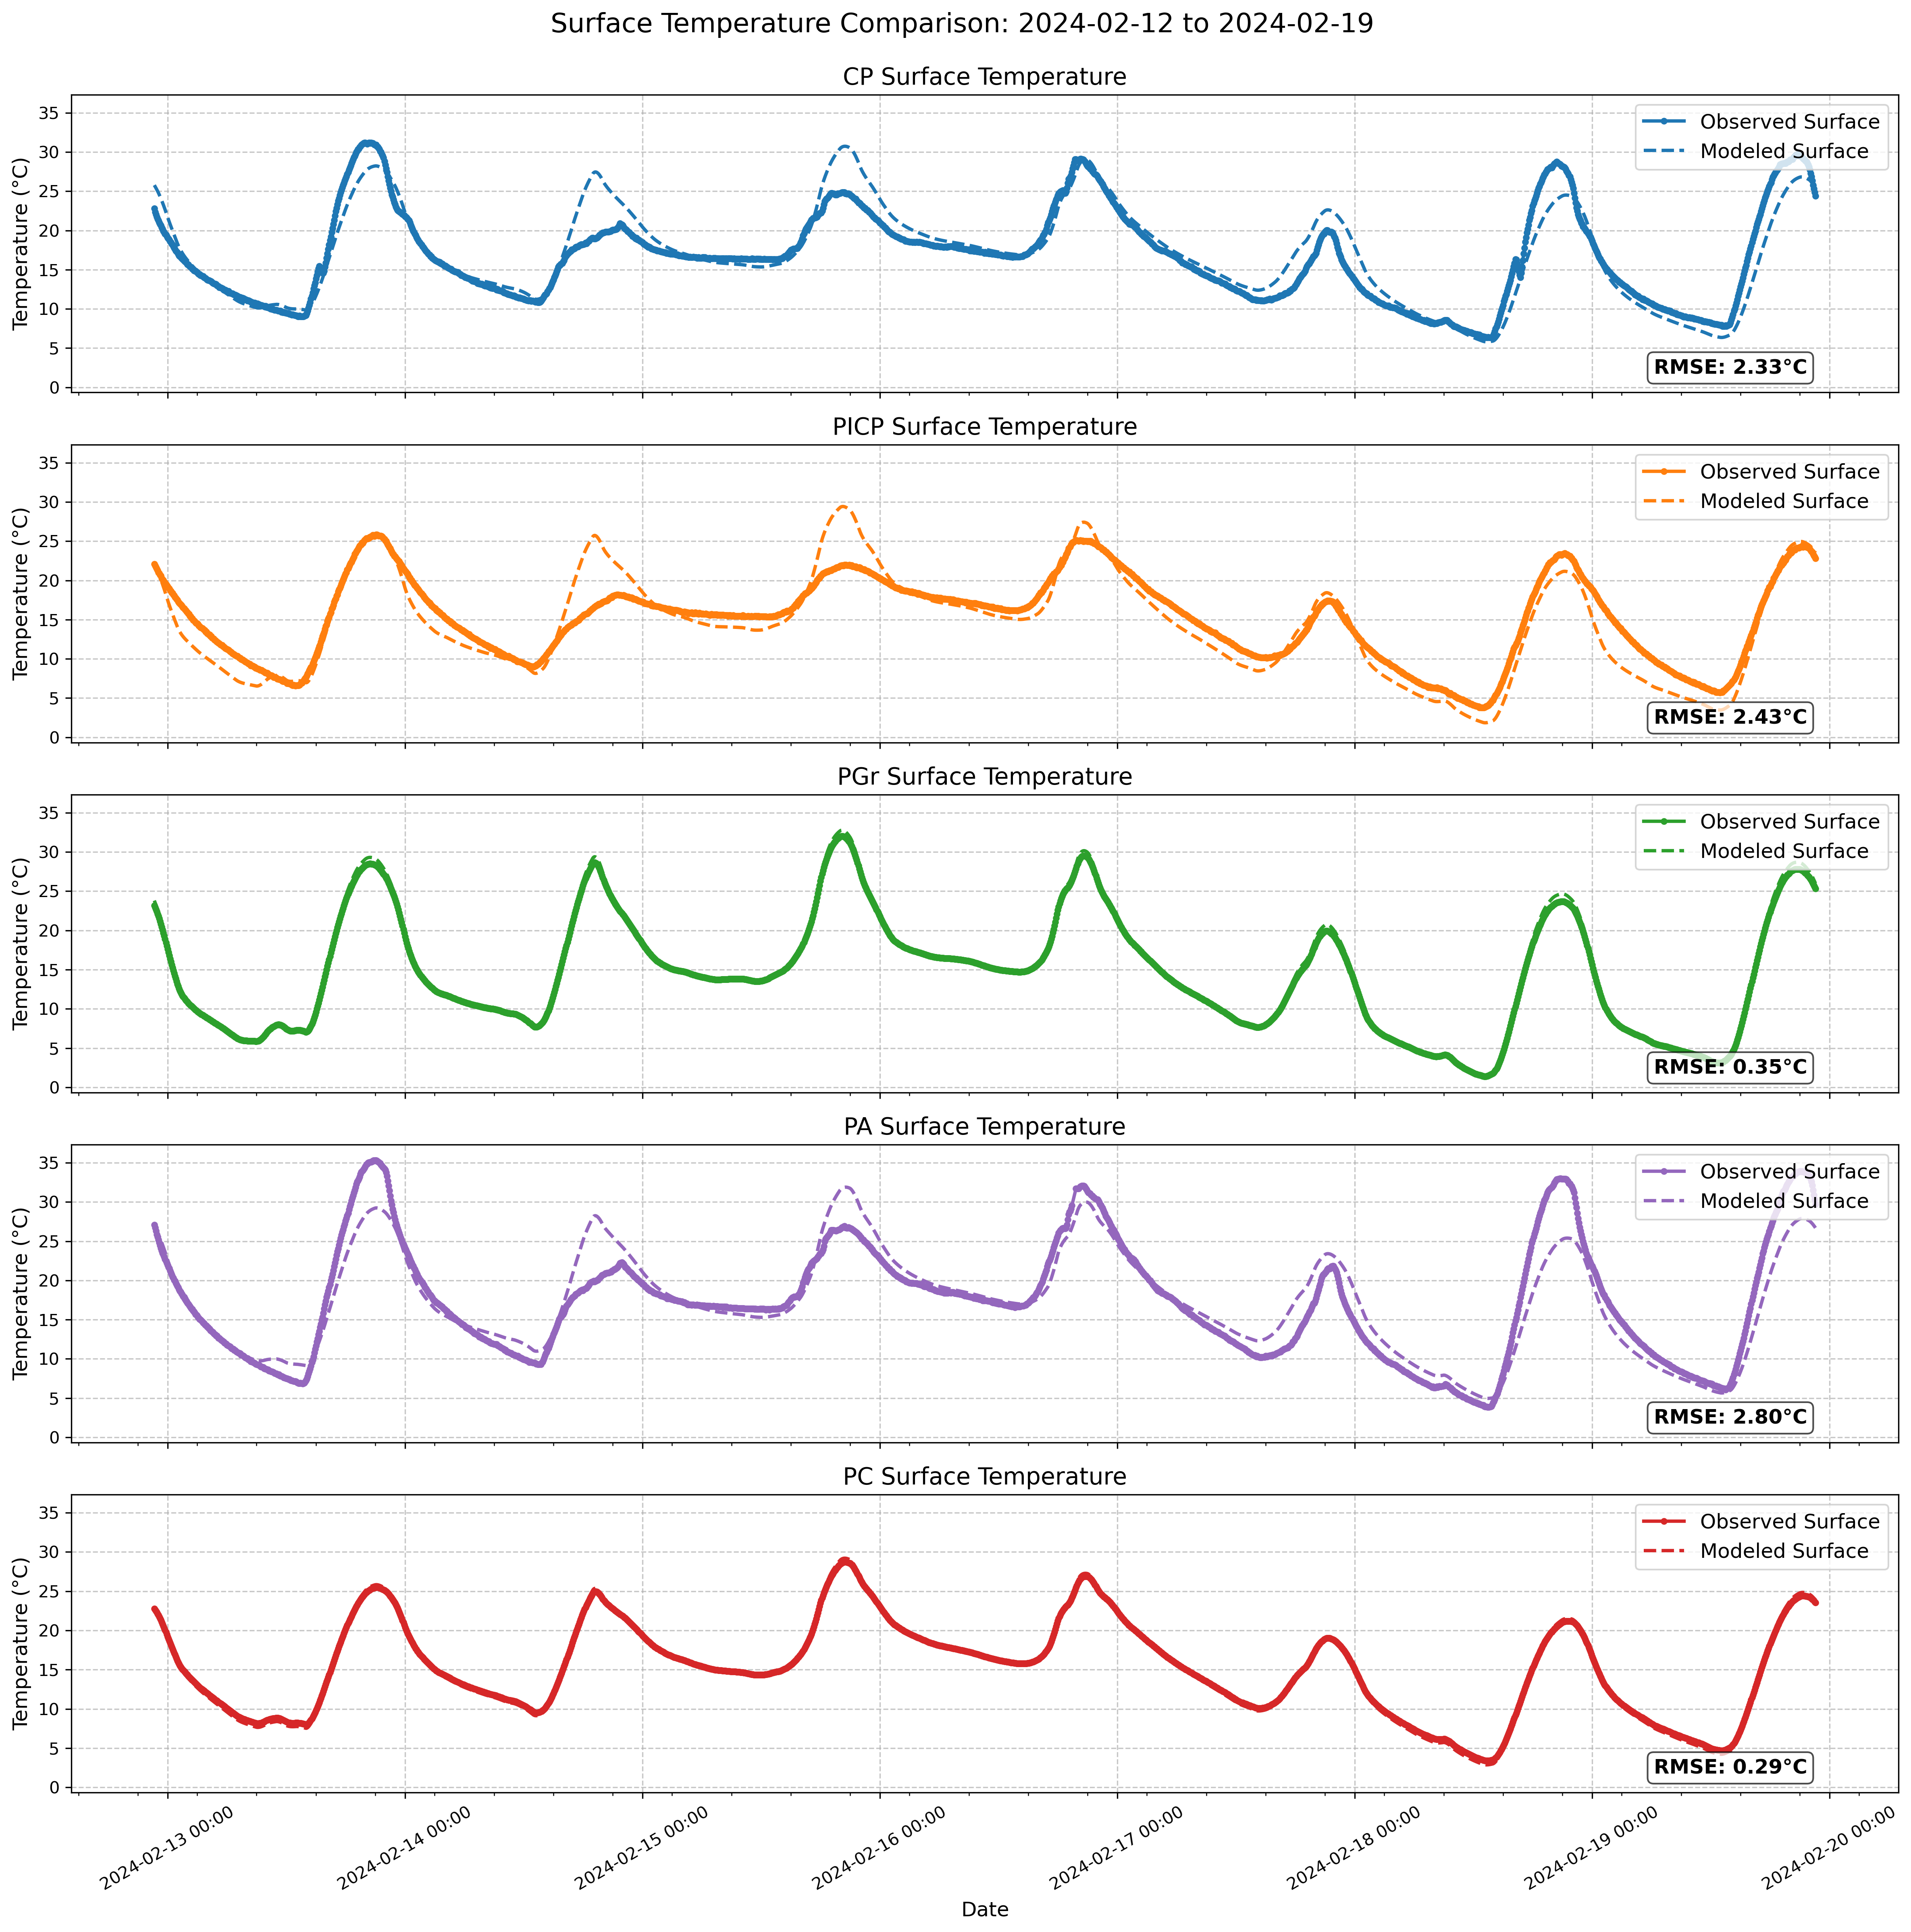 Surface Temperature Comparison: 2024-02-12 to 2024-02-19
CP Surface Temperature
Temperature (°C)
35
30
25
20
15
10
5
0
Observed Surface
Modeled Surface
RMSE: 2.33°C
PICP Surface Temperature
Temperature (°C)
35
30
25
20
15
10
5
0
Observed Surface
Modeled Surface
RMSE: 2.43°C
PGr Surface Temperature
Temperature (°C)
35
30
25
20
15
10
5
0
Observed Surface
Modeled Surface
RMSE: 0.35°C
PA Surface Temperature
Temperature (°C)
35
30
25
20
15
10
5
0
Observed Surface
Modeled Surface
RMSE: 2.80°C
PC Surface Temperature
Temperature (°C)
35
30
25
20
15
10
5
0
Observed Surface
Modeled Surface
RMSE: 0.29°C
2024-02-13 00:00
2024-02-14 00:00
2024-02-15 00:00
2024-02-16 00:00
2024-02-17 00:00
2024-02-18 00:00
2024-02-19 00:00
2024-02-20 00:00
Date